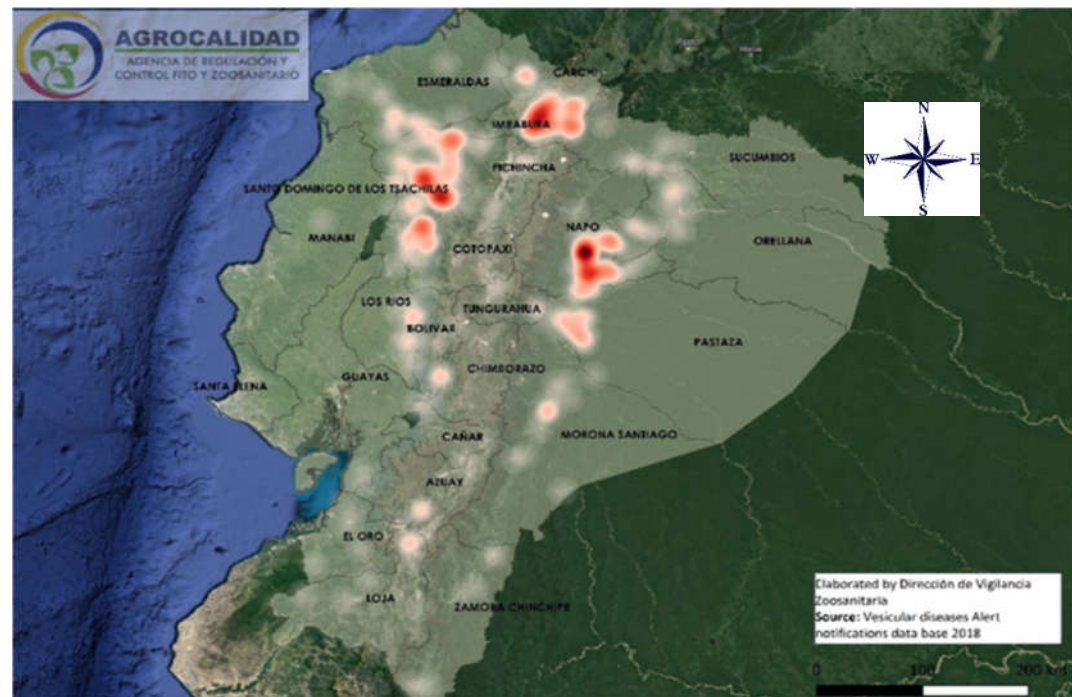 AGROCALIDAD
AGENCIA DE REGULACIÓN Y
CONTROL FITO Y ZOOSANITARIO
CARCHI
ESMERALDAS
IMBABURA
N
W
E
S
PICHINCHA
SUCUMBIOS
SANTO DOMINGO DE LOS TSACHILAS
NAPO
MANABI
ORELLANA
COTOPAXI
LOS RIOS
TUNGURAHUA
BOLIVAR
PASTAZA
CHIMBORAZO
GUAYAS
SANTA ELENA
CAÑAR
MORONA SANTIAGO
AZUAY
EL ORO
LOJA
ZAMORA CHINCHIPE
Elaborated by Dirección de Vigilancia
Zoosanitaria
Source: Vesicular diseases Alert
notifications data base 2018
0 100 200 km